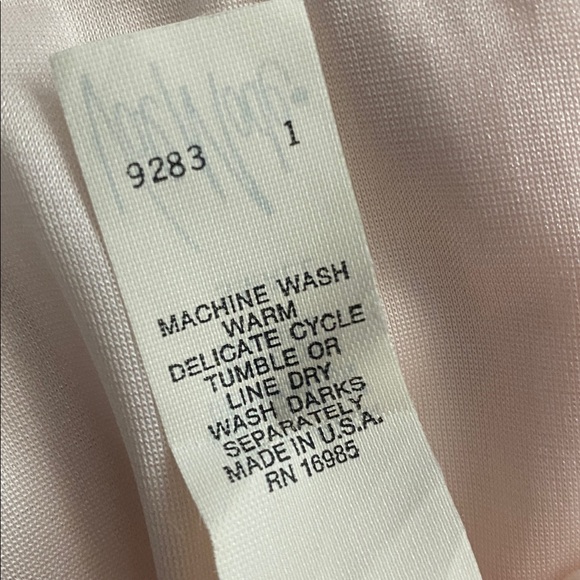 9283 1
MACHINE WASH
WARM
DELICATE CYCLE
TUMBLE OR
LINE DRY
WASH DARKS
SEPARATELY
MADE IN U.S.A.
RN 16985